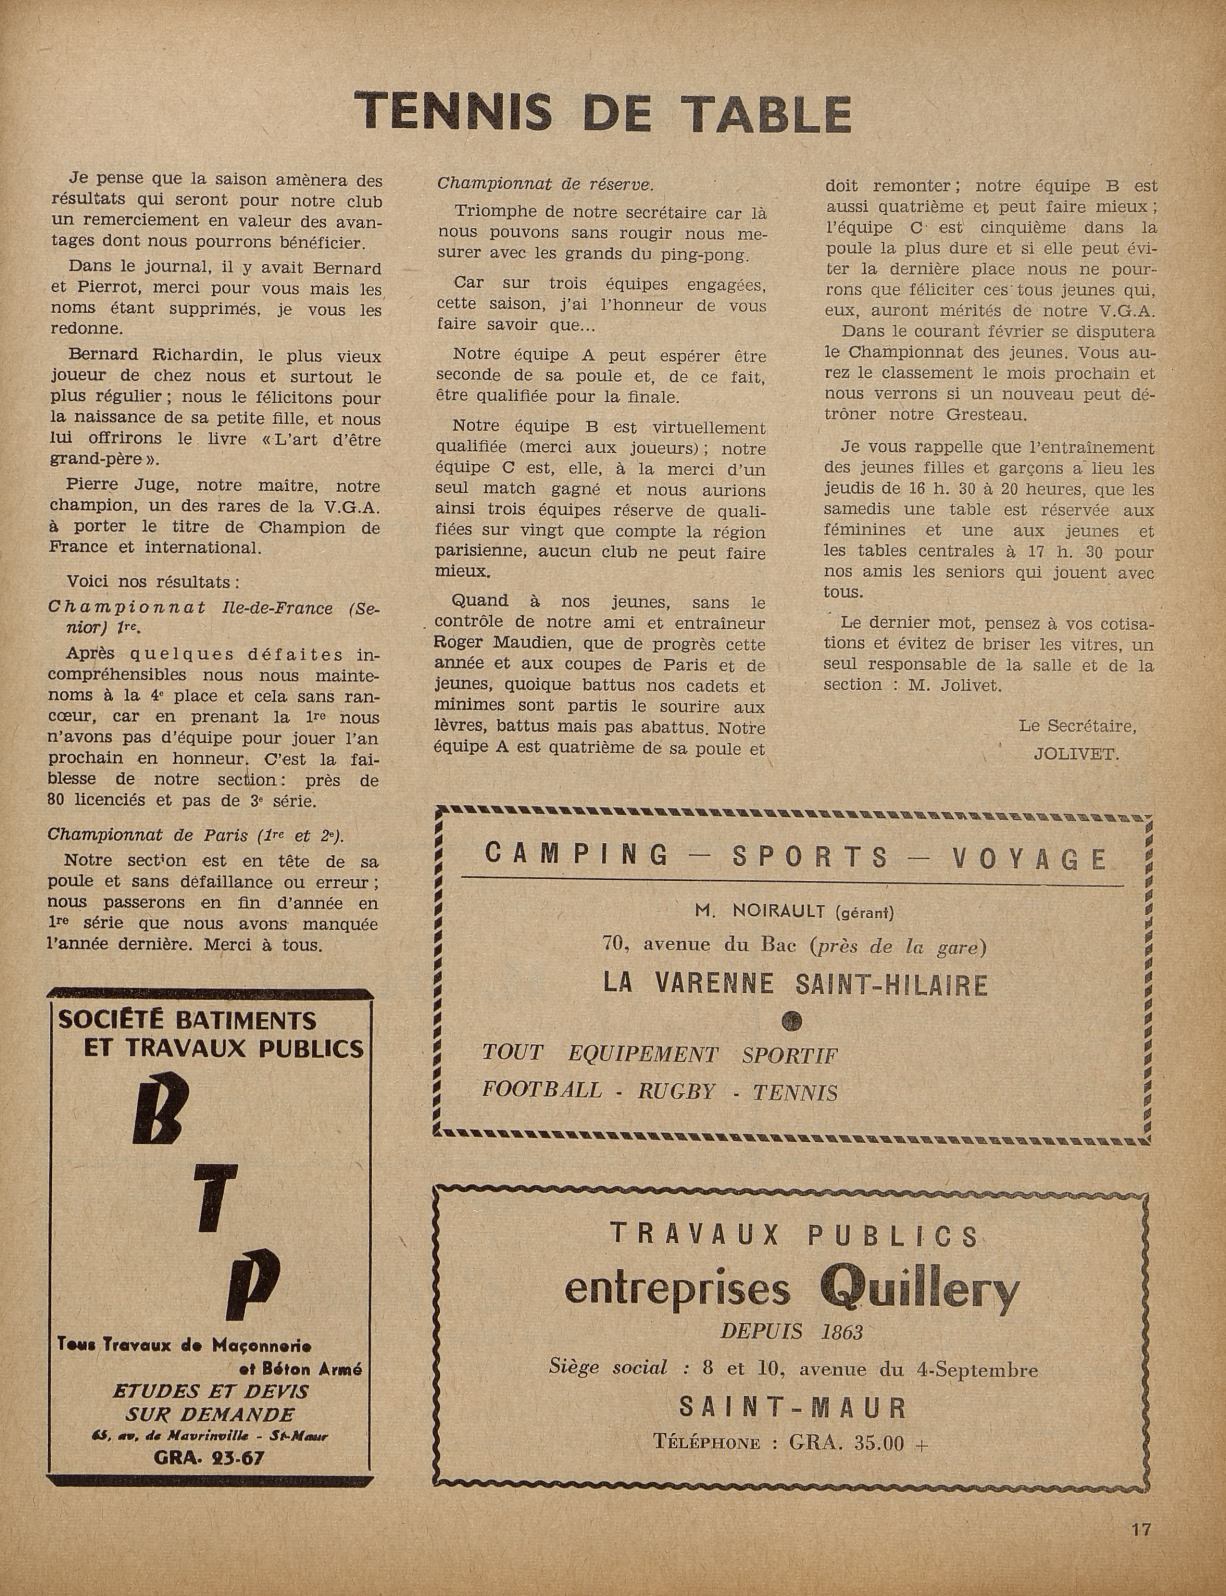 TENNIS DE TABLE
Je pense que la saison amènera des
résultats qui seront pour notre club
un remerciement en valeur des avan-
tages dont nous pourrons bénéficier.
Dans le journal, il y avait Bernard
et Pierrot, merci pour vous mais les
noms étant supprimés, je vous les
redonne.
Bernard Richardin, le plus vieux
joueur de chez nous et surtout le
plus régulier ; nous le félicitons pour
la naissance de sa petite fille, et nous
lui offrirons le livre « L'art d'être
grand-père ».
Pierre Juge, notre maître, notre
champion, un des rares de la V.G.A.
à porter le titre de Champion de
France et international.
Voici nos résultats :
Championnat Ile-de-France (Se-
nior) 1re.
Après quelques défaites in-
compréhensibles nous nous mainte-
noms à la 4e place et cela sans ran-
cœur, car en prenant la 1re nous
n'avons pas d'équipe pour jouer l'an
prochain en honneur. C'est la fai-
blesse de notre section : près de
80 licenciés et pas de 3e série.
Championnat de Paris (1re et 2e).
Notre section est en tête de sa
poule et sans défaillance ou erreur ;
nous passerons en fin d'année en
1re série que nous avons manquée
l'année dernière. Merci à tous.
Championnat de réserve.
Triomphe de notre secrétaire car là
nous pouvons sans rougir nous me-
surer avec les grands du ping-pong.
Car sur trois équipes engagées,
cette saison, j'ai l'honneur de vous
faire savoir que...
Notre équipe A peut espérer être
seconde de sa poule et, de ce fait,
être qualifiée pour la finale.
Notre équipe B est virtuellement
qualifiée (merci aux joueurs) ; notre
équipe C est, elle, à la merci d'un
seul match gagné et nous aurions
ainsi trois équipes réserve de quali-
fiées sur vingt que compte la région
parisienne, aucun club ne peut faire
mieux.
Quand à nos jeunes, sans le
contrôle de notre ami et entraîneur
Roger Maudien, que de progrès cette
année et aux coupes de Paris et de
jeunes, quoique battus nos cadets et
minimes sont partis le sourire aux
lèvres, battus mais pas abattus. Notre
équipe A est quatrième de sa poule et
doit remonter ; notre équipe B est
aussi quatrième et peut faire mieux ;
l'équipe C est cinquième dans la
poule la plus dure et si elle peut évi-
ter la dernière place nous ne pour-
rons que féliciter ces tous jeunes qui,
eux, auront mérités de notre V.G.A.
Dans le courant février se disputera
le Championnat des jeunes. Vous au-
rez le classement le mois prochain et
nous verrons si un nouveau peut dé-
trôner notre Gresteau.
Je vous rappelle que l'entraînement
des jeunes filles et garçons a lieu les
jeudis de 16 h. 30 à 20 heures, que les
samedis une table est réservée aux
féminines et une aux jeunes et
les tables centrales à 17 h. 30 pour
nos amis les seniors qui jouent avec
tous.
Le dernier mot, pensez à vos cotisa-
tions et évitez de briser les vitres, un
seul responsable de la salle et de la
section : M. Jolivet.
Le Secrétaire,
JOLIVET.
SOCIÉTÉ BATIMENTS
ET TRAVAUX PUBLICS
B
T
P
Tous Travaux de Maçonnerie
et Béton Armé
ETUDES ET DEVIS
SUR DEMANDE
65, av. de Mavrinville - St-Maur
GRA. 23-67
CAMPING — SPORTS — VOYAGE
M. NOIRAULT (gérant)
70, avenue du Bac (près de la gare)
LA VARENNE SAINT-HILAIRE
TOUT EQUIPEMENT SPORTIF
FOOTBALL - RUGBY - TENNIS
TRAVAUX PUBLICS
entreprises Quillery
DEPUIS 1863
Siège social : 8 et 10, avenue du 4-Septembre
SAINT-MAUR
TÉLÉPHONE : GRA. 35.00 +
17